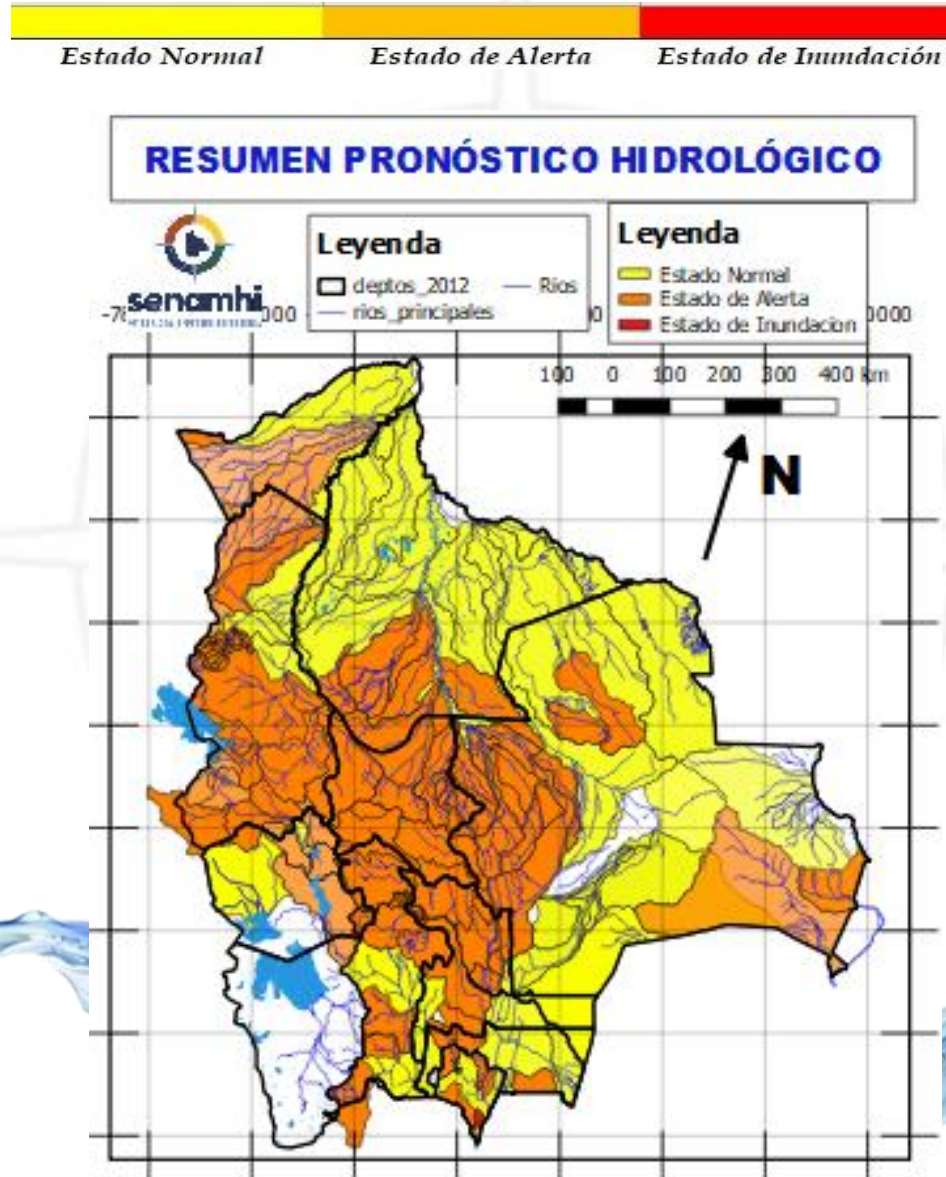 Estado Normal Estado de Alerta Estado de Inundación
RESUMEN PRONÓSTICO HIDROLÓGICO
senamhi
Leyenda
deptos_2012 Rios
rios_principales
Leyenda
Estado Normal
Estado de Alerta
Estado de Inundacion
100 0 100 200 300 400 km
N